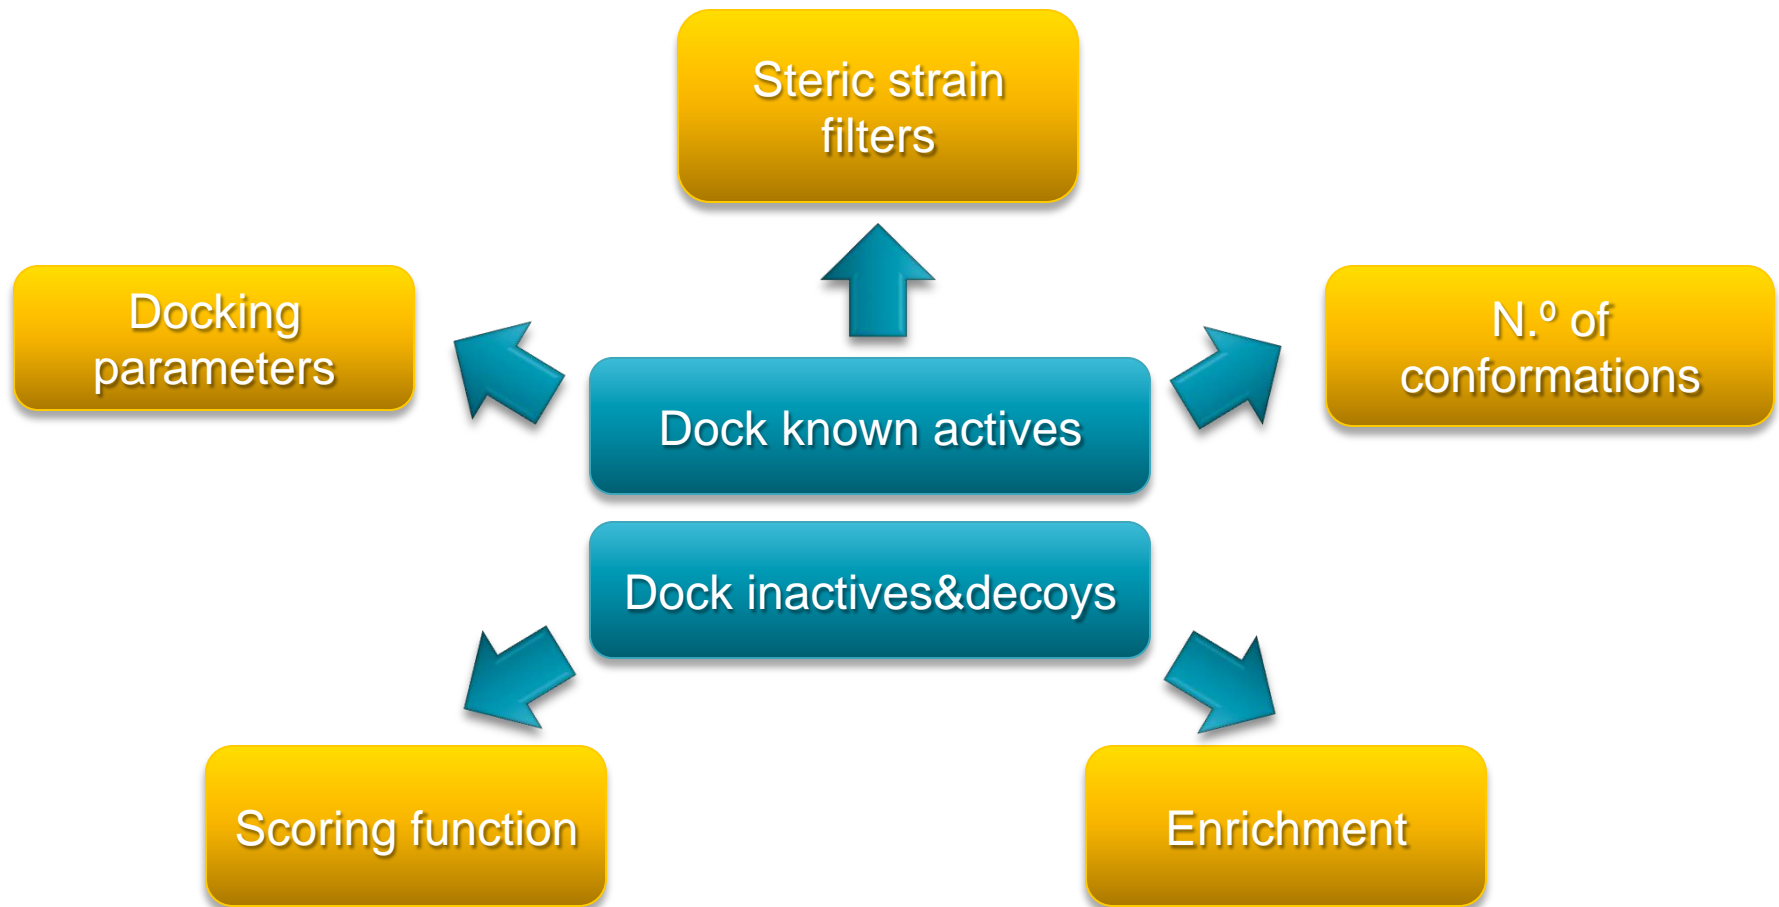 Steric strain
filters
Docking
parameters
N.º of
conformations
Dock known actives
Dock inactives&decoys
Scoring function
Enrichment